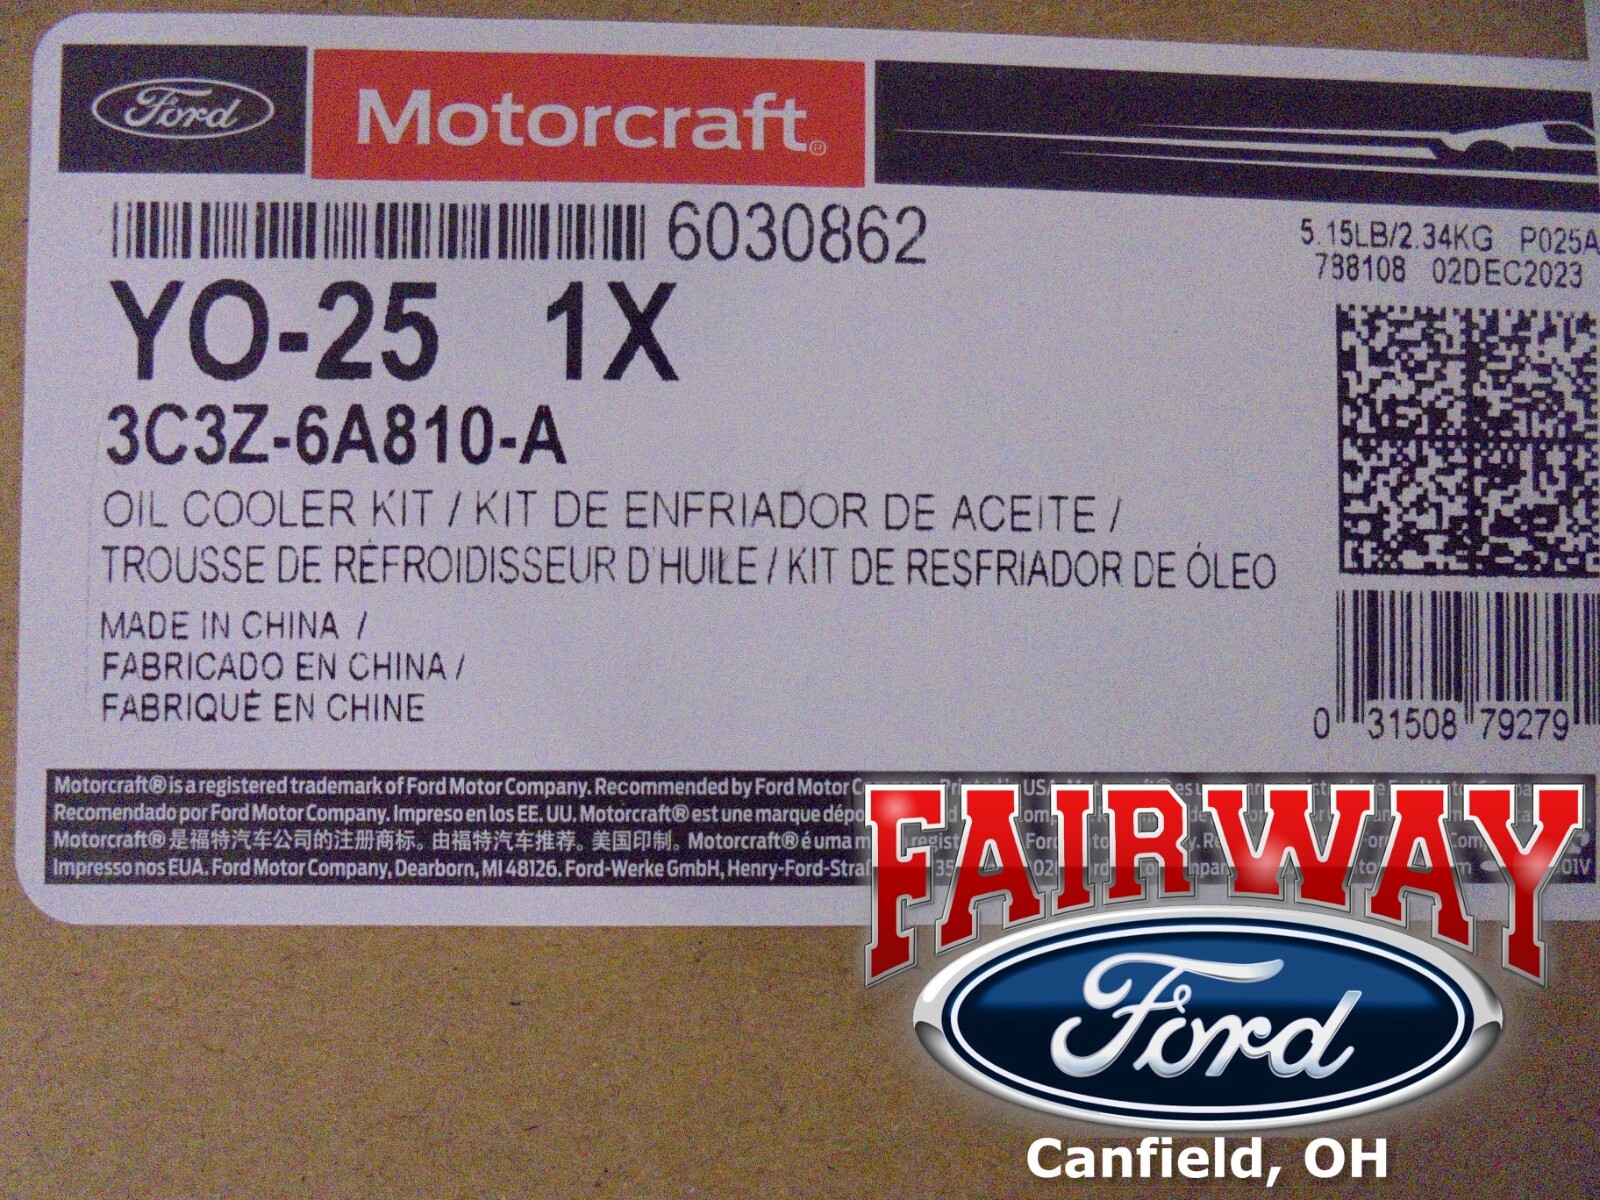 Ford Motorcraft®
6030862
5.15LB/2.34KG P025A
788108 02DEC2023
YO-25 1X
3C3Z-6A810-A
OIL COOLER KIT / KIT DE ENFRIADOR DE ACEITE /
TROUSSE DE REFROIDISSEUR D'HUILE / KIT DE RESFRIADOR DE ÓLEO
MADE IN CHINA /
FABRICADO EN CHINA /
FABRIQUÉ EN CHINE
0 31508 79279
Motorcraft® is a registered trademark of Ford Motor Company. Recommended by Ford Motor
Recomendado por Ford Motor Company. Impreso en los EE. UU. Motorcraft® est une marque
Motorcraft® 是福特汽车公司的注册商标。由福特汽车推荐。美国印制。Motorcraft® é uma
Impresso nos EUA. Ford Motor Company, Dearborn, MI 48126. Ford-Werke GmbH,
FAIRWAY
Ford
Canfield, OH